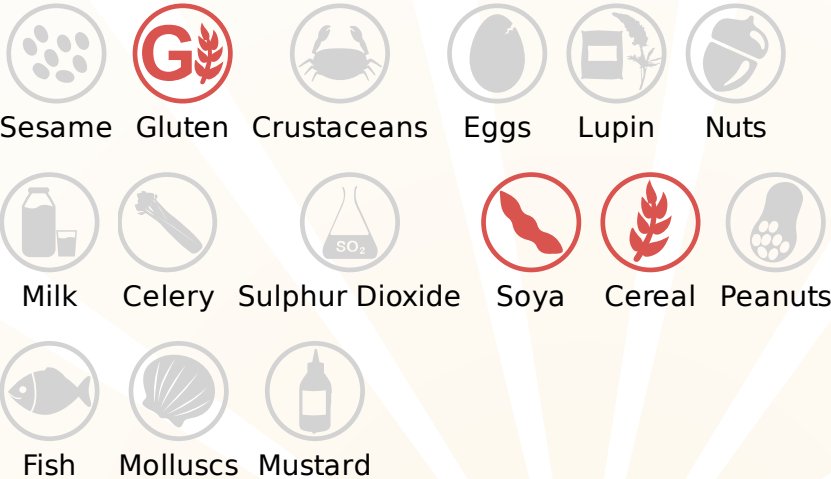 G
Sesame Gluten Crustaceans Eggs Lupin Nuts
SO₂
Milk Celery Sulphur Dioxide Soya Cereal Peanuts
Fish Molluscs Mustard